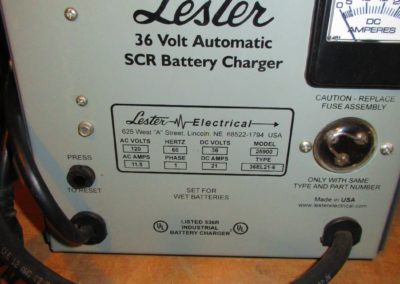 Lester
36 Volt Automatic
SCR Battery Charger
DC
AMPERES
CAUTION - REPLACE
FUSE ASSEMBLY
Lester Electrical
625 West "A" Street, Lincoln, NE 68522-1794 USA
AC VOLTS HERTZ DC VOLTS MODEL
120 60 36 26900
AC AMPS PHASE DC AMPS TYPE
11.5 1 21
PRESS
TO RESET
SET FOR
WET BATTERIES
ONLY WITH SAME
TYPE AND PART NUMBER
Made in USA
www.lesterelectrical.com
UL LISTED 536R UL
INDUSTRIAL
BATTERY CHARGER